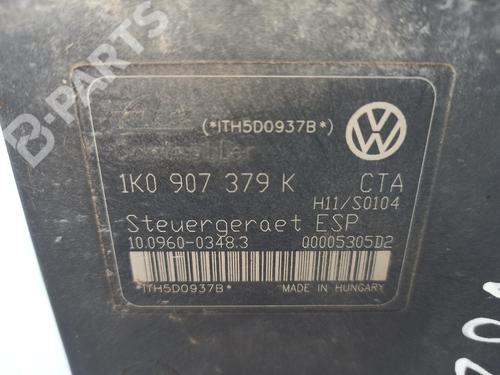 B-PARTS
(*ITH5D0937B*)
1K0 907 379 K CTA
H11/S0104
Steuergeraet ESP
10.0960-0348.3 00005305D2
*ITH5D0937B* MADE IN HUNGARY